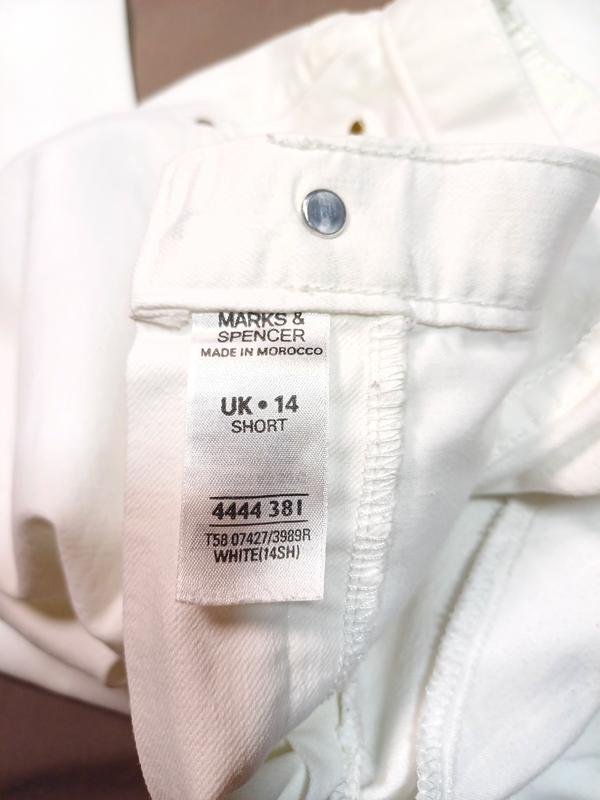 MARKS &
SPENCER
MADE IN MOROCCO
UK • 14
SHORT
4444 381
T58 07427/3989R
WHITE(14SH)